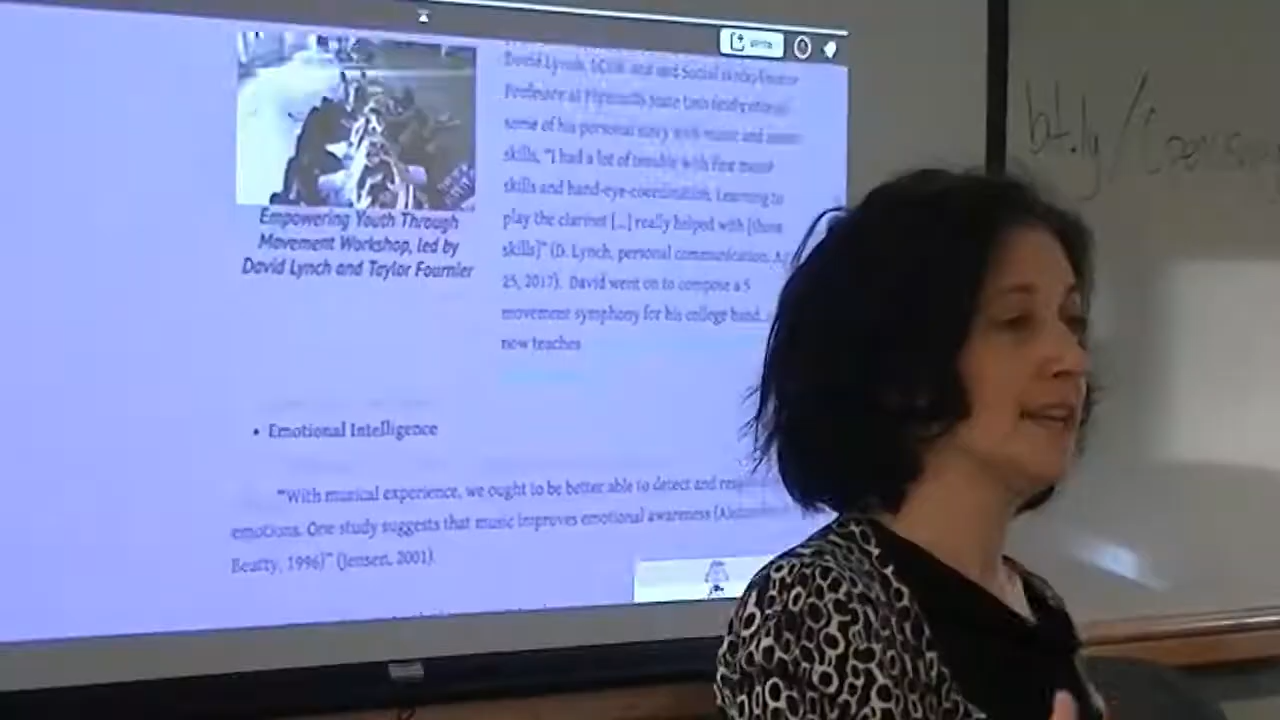 Empowering Youth Through
Movement Workshop, led by
David Lynch and Taylor Fournier
David Lynch, and Social
Professor at Plymouth State
some of his personal story with music and
skills, "I had a lot of trouble with fine motor
skills and hand-eye-coordination. Learning to
play the clarinet [...] really helped with [those
skills]" (D. Lynch, personal communication,
25, 2017). David went on to compose a 5
movement symphony for his college band...
now teaches
• Emotional Intelligence
"With musical experience, we ought to be better able to detect and
emotions. One study suggests that music improves emotional awareness
Beatty, 1996)" (Jensen, 2001).
bit.ly/